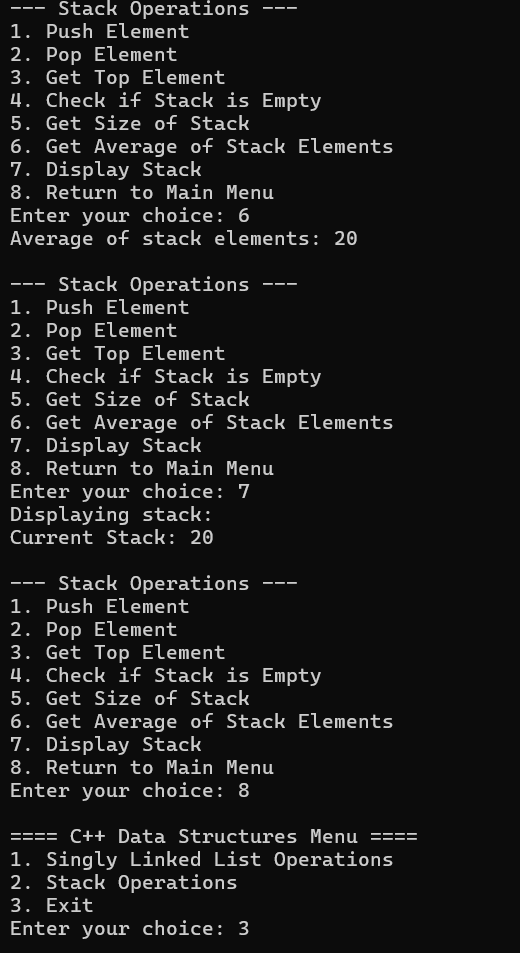 --- Stack Operations ---
1. Push Element
2. Pop Element
3. Get Top Element
4. Check if Stack is Empty
5. Get Size of Stack
6. Get Average of Stack Elements
7. Display Stack
8. Return to Main Menu
Enter your choice: 6
Average of stack elements: 20

--- Stack Operations ---
1. Push Element
2. Pop Element
3. Get Top Element
4. Check if Stack is Empty
5. Get Size of Stack
6. Get Average of Stack Elements
7. Display Stack
8. Return to Main Menu
Enter your choice: 7
Displaying stack:
Current Stack: 20

--- Stack Operations ---
1. Push Element
2. Pop Element
3. Get Top Element
4. Check if Stack is Empty
5. Get Size of Stack
6. Get Average of Stack Elements
7. Display Stack
8. Return to Main Menu
Enter your choice: 8

==== C++ Data Structures Menu ====
1. Singly Linked List Operations
2. Stack Operations
3. Exit
Enter your choice: 3